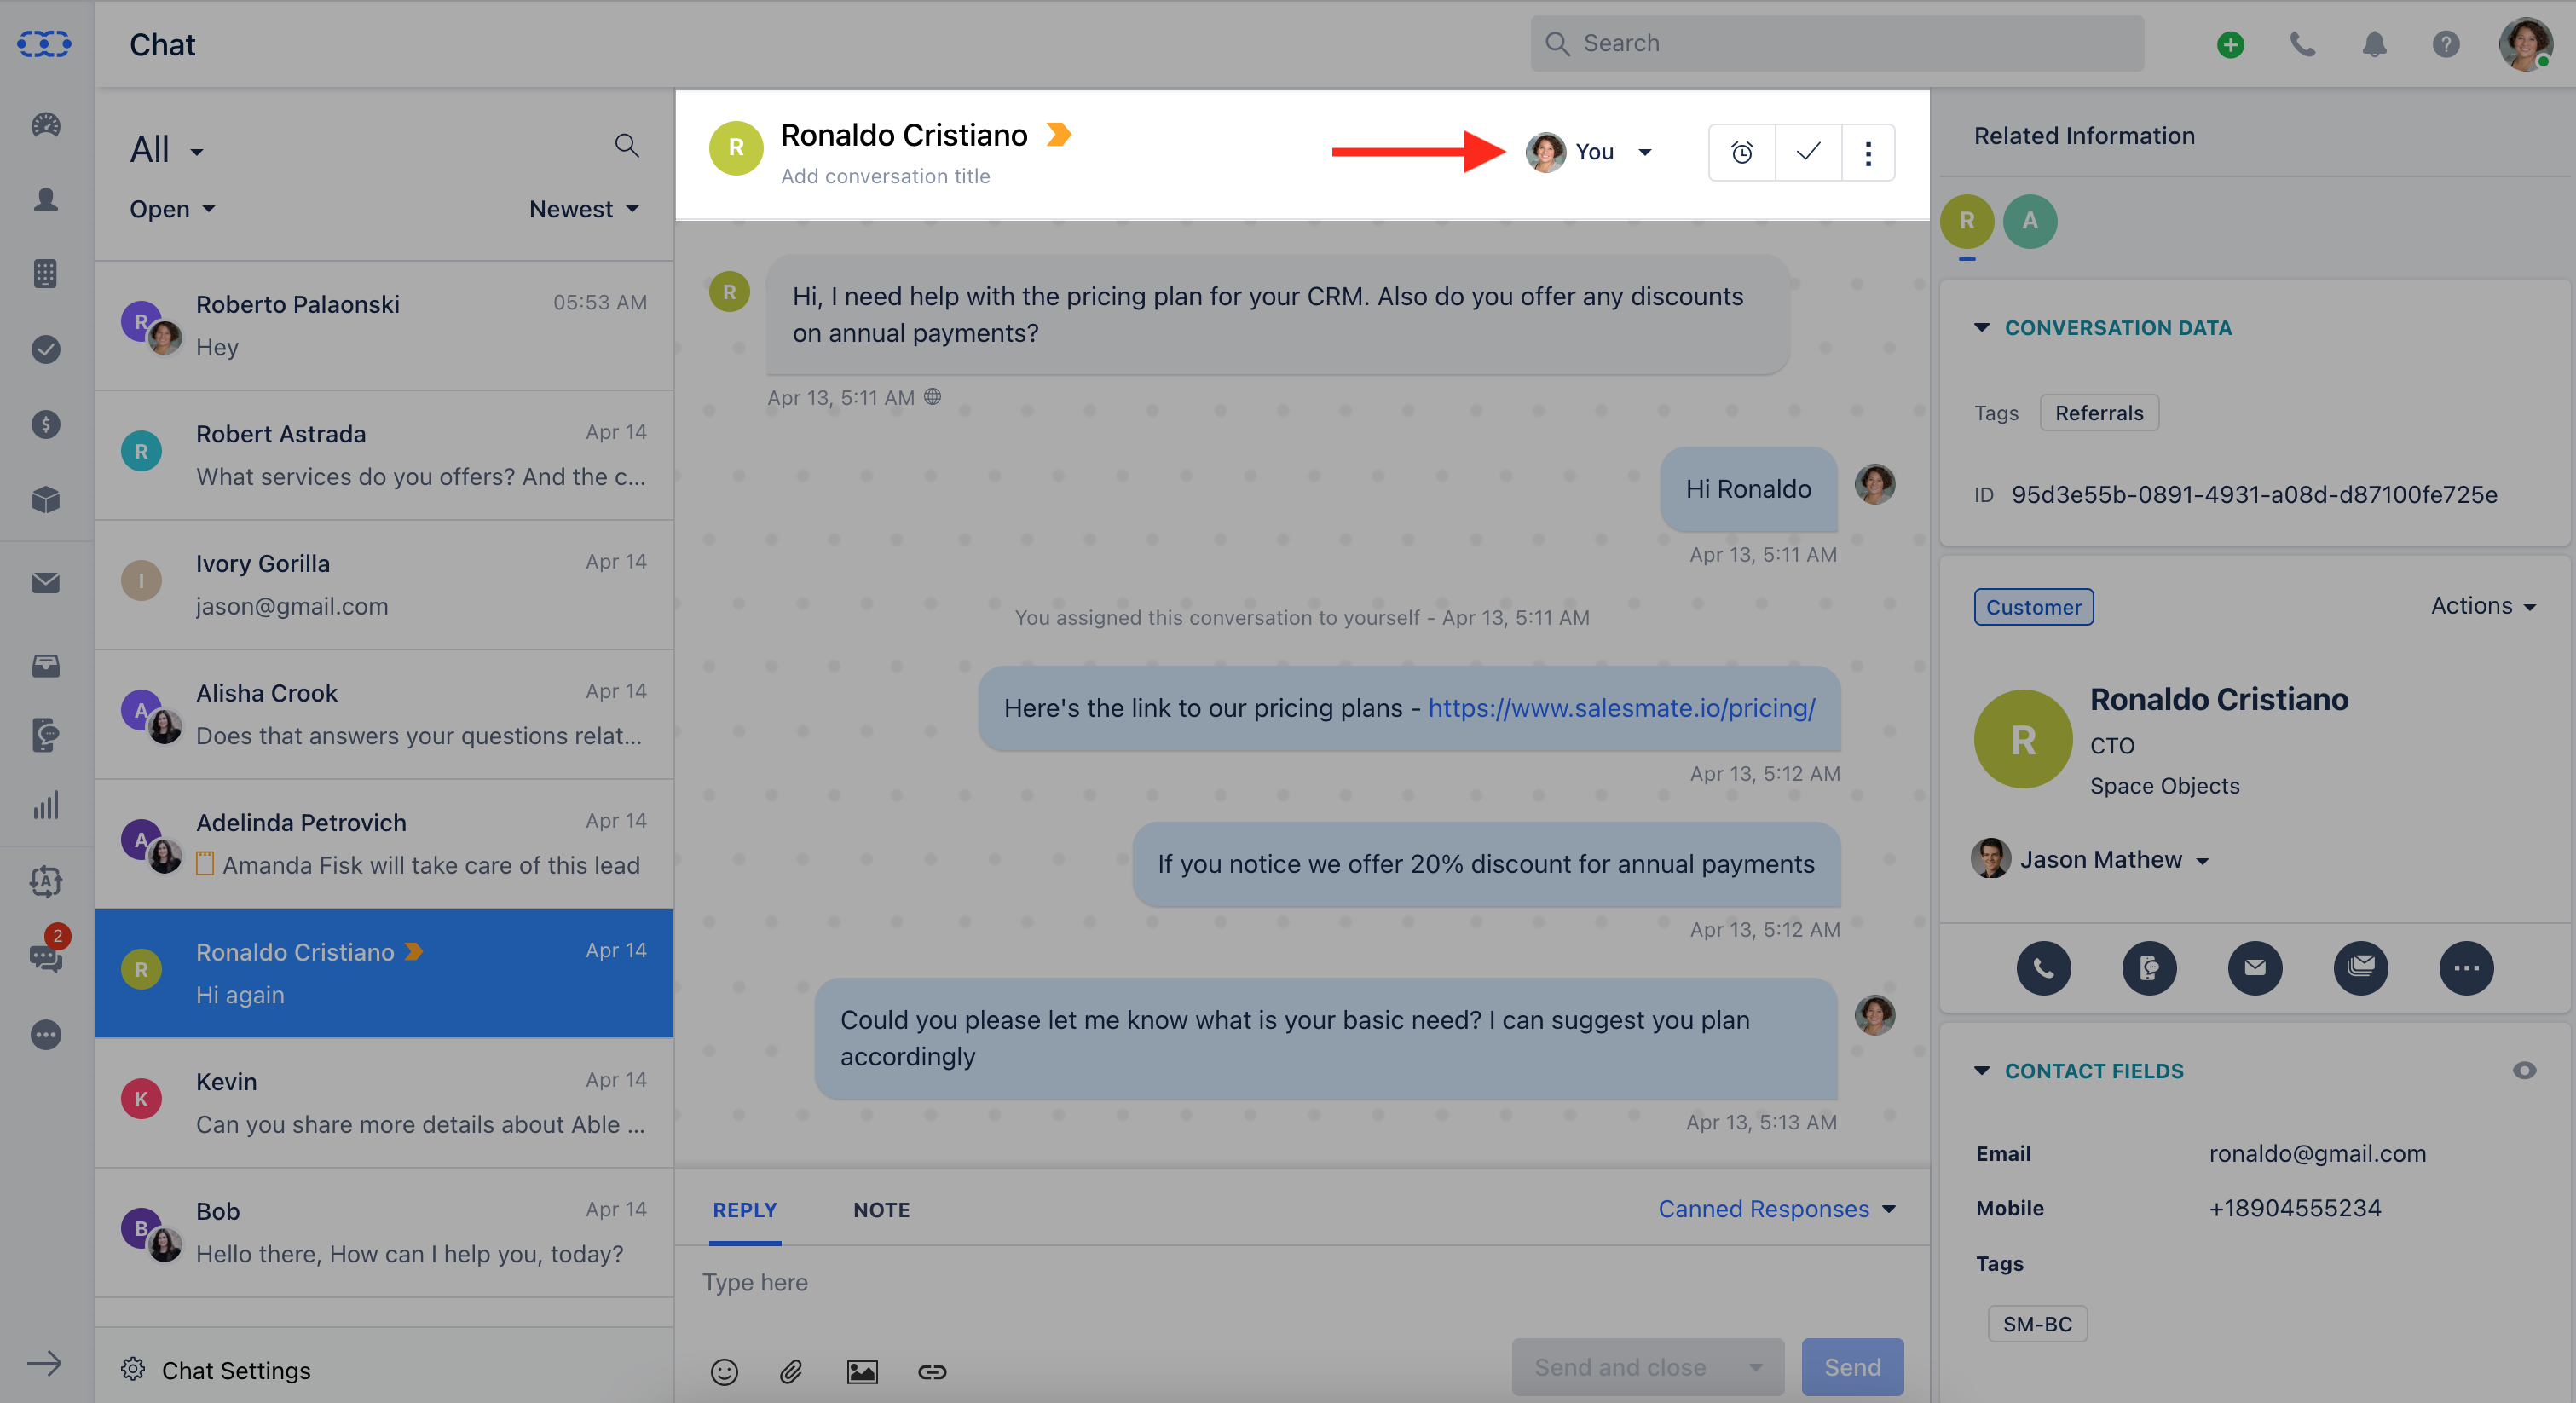 Chat
Search
All
Open
Newest
R
Roberto Palaonski
05:53 AM
Hey
R
Robert Astrada
Apr 14
What services do you offers? And the c...
I
Ivory Gorilla
Apr 14
jason@gmail.com
A
Alisha Crook
Apr 14
Does that answers your questions relat...
A
Adelinda Petrovich
Apr 14
Amanda Fisk will take care of this lead
R
Ronaldo Cristiano
Apr 14
Hi again
2
K
Kevin
Apr 14
Can you share more details about Able ...
B
Bob
Apr 14
Hello there, How can I help you, today?
Chat Settings
R
Ronaldo Cristiano
Add conversation title
You
R
Hi, I need help with the pricing plan for your CRM. Also do you offer any discounts
on annual payments?
Apr 13, 5:11 AM
Hi Ronaldo
Apr 13, 5:11 AM
You assigned this conversation to yourself - Apr 13, 5:11 AM
Here's the link to our pricing plans - https://www.salesmate.io/pricing/
Apr 13, 5:12 AM
If you notice we offer 20% discount for annual payments
Apr 13, 5:12 AM
Could you please let me know what is your basic need? I can suggest you plan
accordingly
Apr 13, 5:13 AM
REPLY
NOTE
Canned Responses
Type here
Send and close
Send
Related Information
R
A
CONVERSATION DATA
Tags
Referrals
ID 95d3e55b-0891-4931-a08d-d87100fe725e
Customer
Actions
R
Ronaldo Cristiano
CTO
Space Objects
Jason Mathew
CONTACT FIELDS
Email
ronaldo@gmail.com
Mobile
+18904555234
Tags
SM-BC